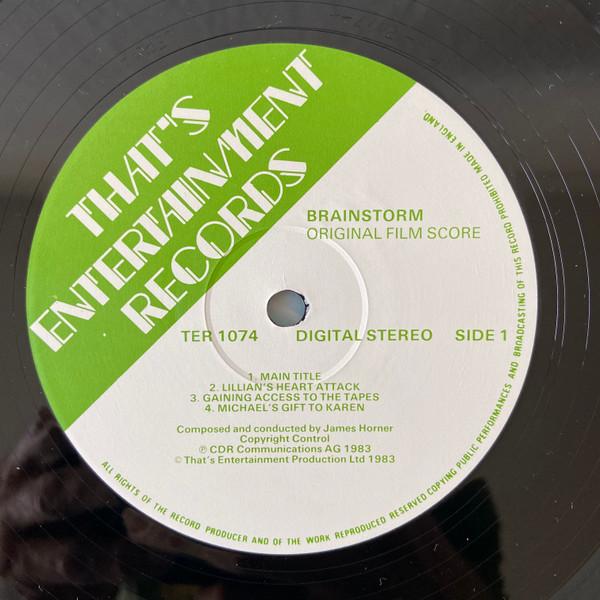 THAT'S
ENTERTAINMENT
RECORDS
BRAINSTORM
ORIGINAL FILM SCORE
TER 1074 DIGITAL STEREO SIDE 1
1. MAIN TITLE
2. LILLIAN'S HEART ATTACK
3. GAINING ACCESS TO THE TAPES
4. MICHAEL'S GIFT TO KAREN
Composed and conducted by James Horner
Copyright Control
℗ CDR Communications AG 1983
© That's Entertainment Production Ltd 1983
ALL RIGHTS OF THE RECORD PRODUCER AND OF THE WORK REPRODUCED RESERVED COPYING PUBLIC PERFORMANCES AND BROADCASTING OF THIS RECORD PROHIBITED MADE IN ENGLAND.